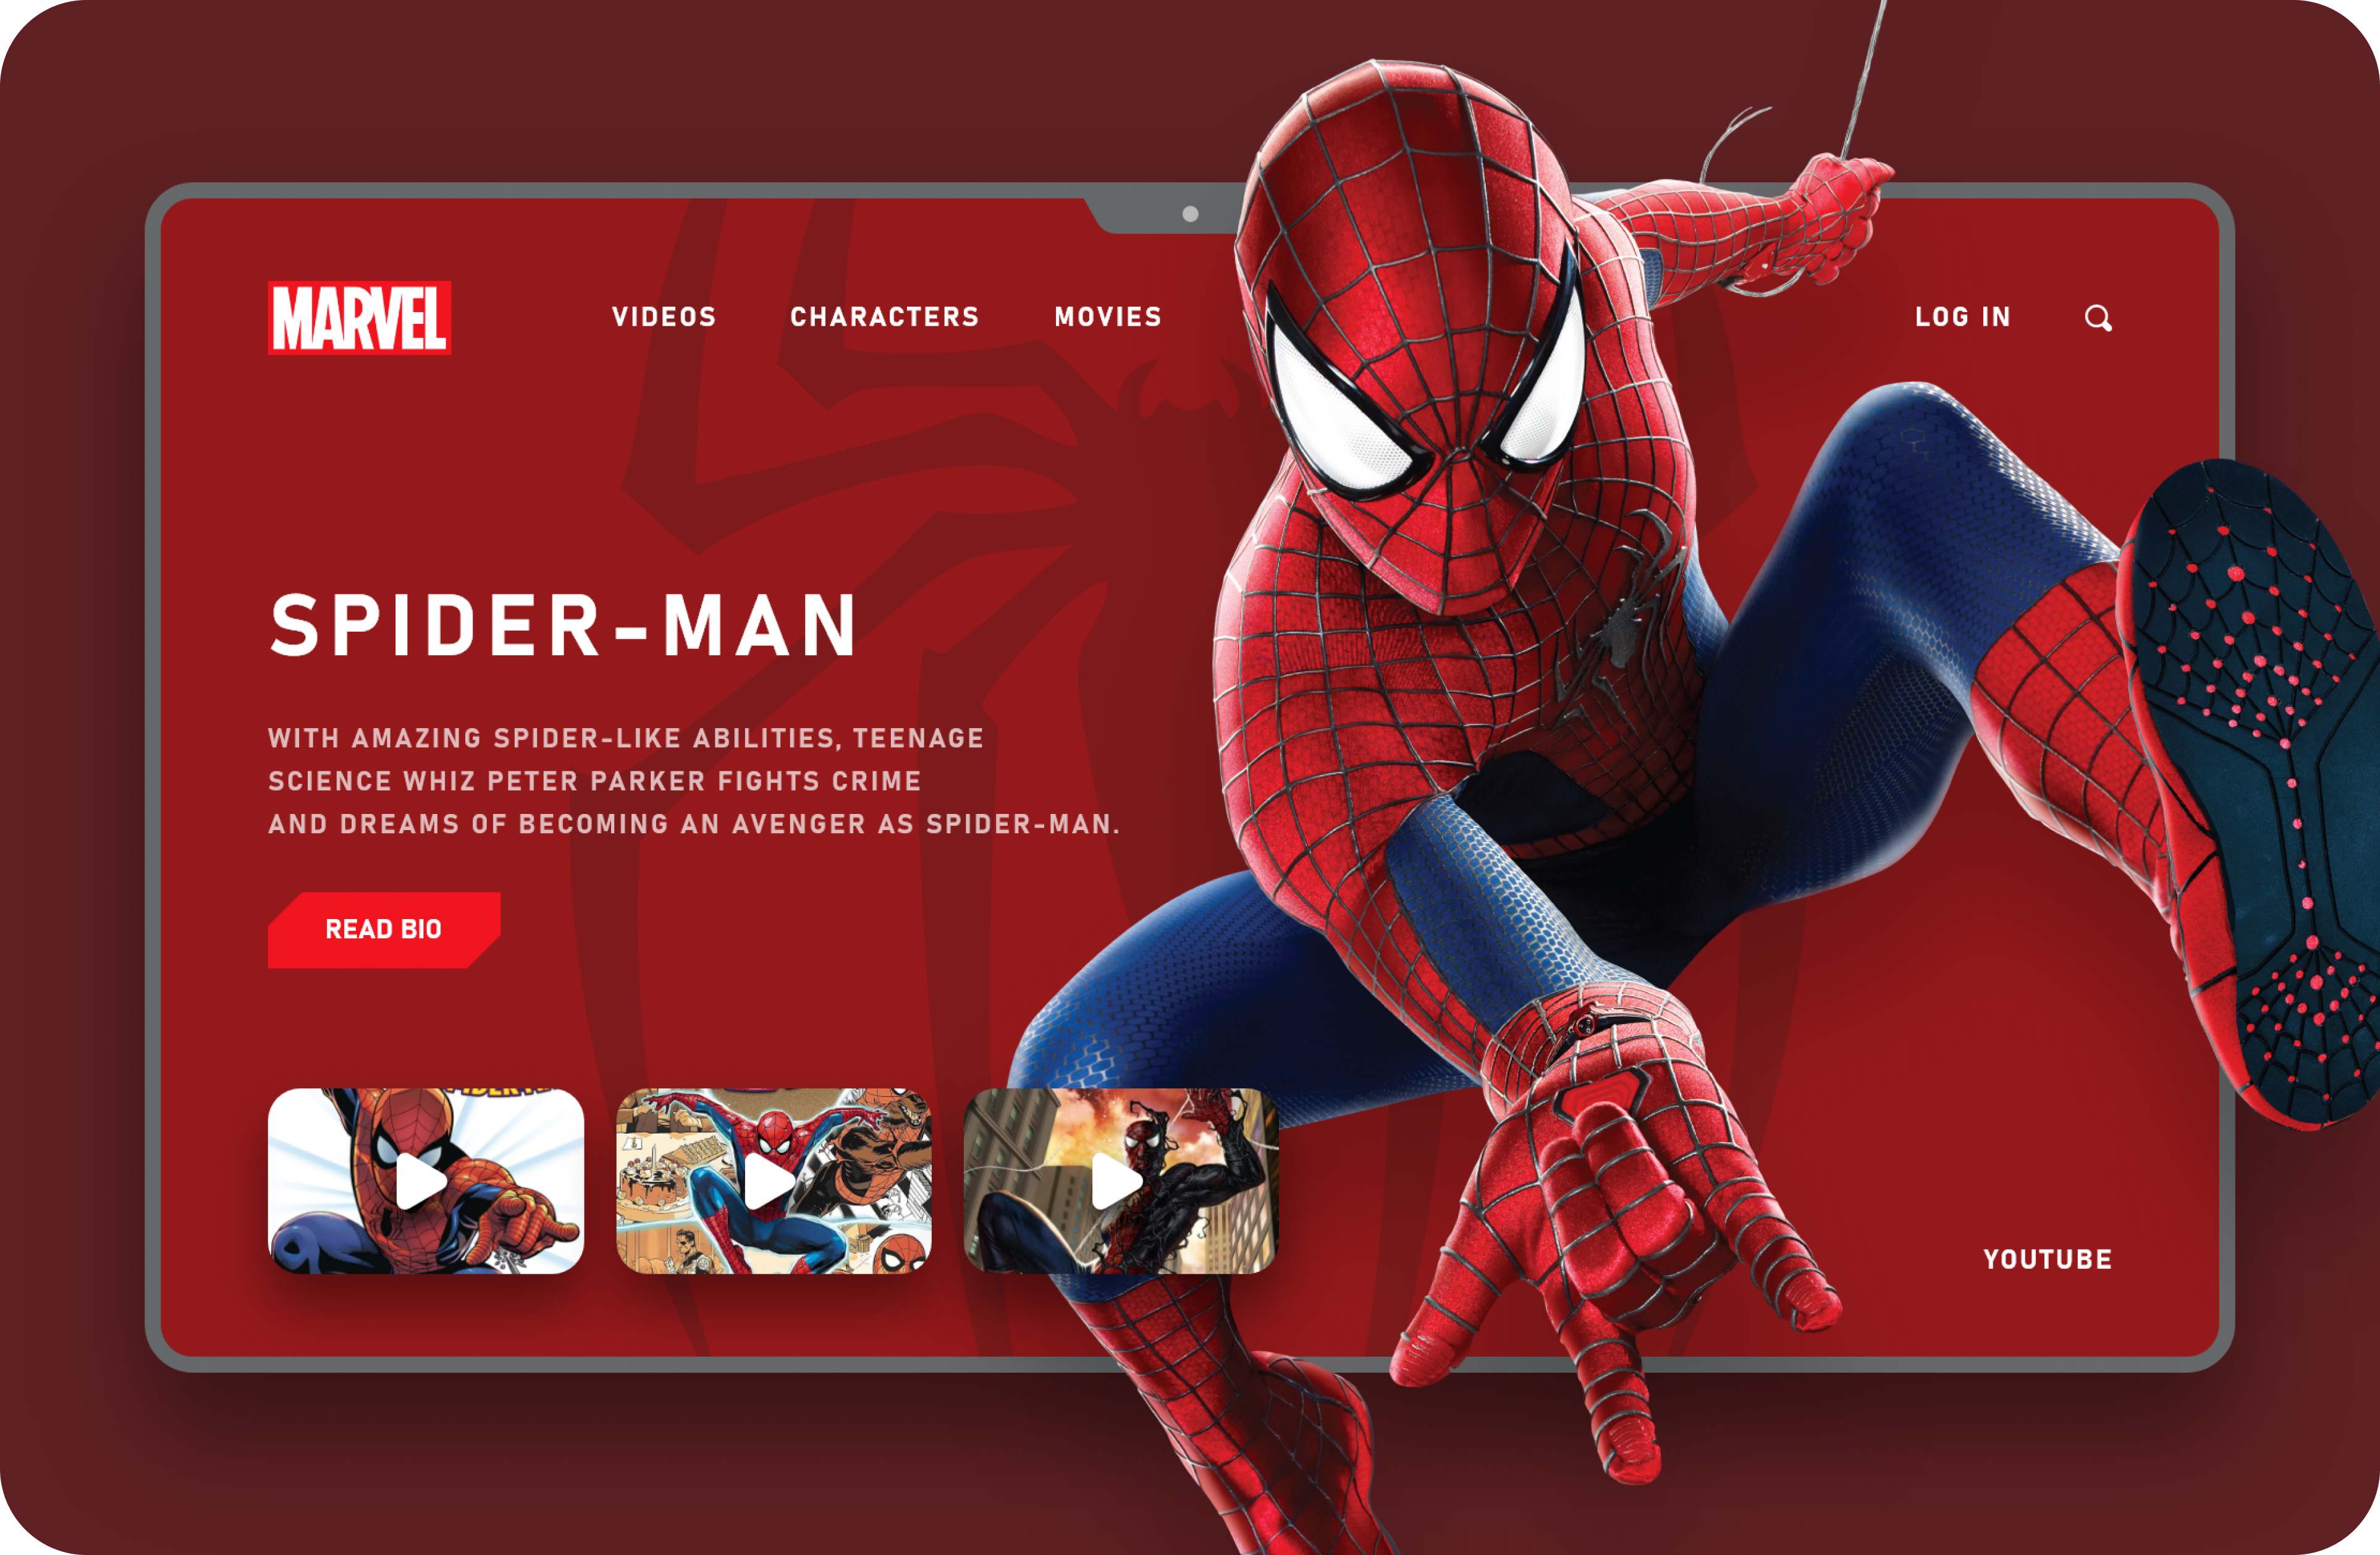 MARVEL
VIDEOS
CHARACTERS
MOVIES
LOG IN
SPIDER-MAN
WITH AMAZING SPIDER-LIKE ABILITIES, TEENAGE
SCIENCE WHIZ PETER PARKER FIGHTS CRIME
AND DREAMS OF BECOMING AN AVENGER AS SPIDER-MAN.
READ BIO
YOUTUBE